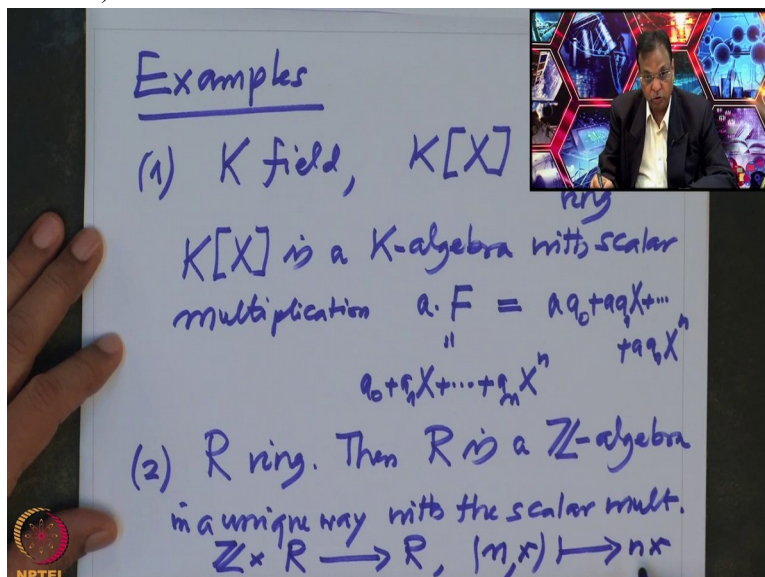 Examples
(1) K field, K[X]
ring
K[X] is a K-algebra with scalar
multiplication a·F = aa₀+aa₁X+⋯
+aaₙXⁿ
"
a₀+a₁X+⋯+aₙXⁿ
(2) R ring. Then R is a ℤ-algebra
in a unique way with the scalar mult.
ℤ × R ⟶ R, (n,x) ⟼ nx
NPTEL